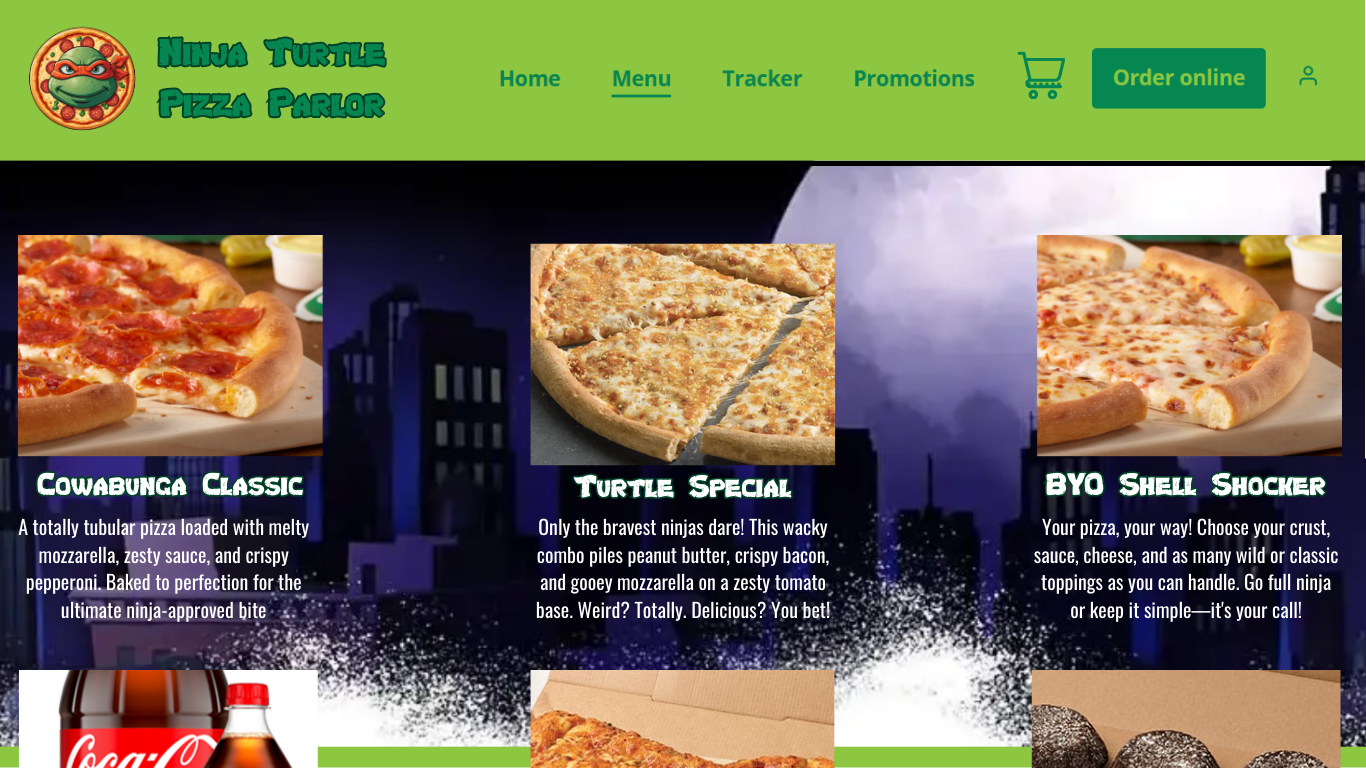 Ninja Turtle
Pizza Parlor
Home
Menu
Tracker
Promotions
Order online
Cowabunga Classic
A totally tubular pizza loaded with melty
mozzarella, zesty sauce, and crispy
pepperoni. Baked to perfection for the
ultimate ninja-approved bite
Turtle Special
Only the bravest ninjas dare! This wacky
combo piles peanut butter, crispy bacon,
and gooey mozzarella on a zesty tomato
base. Weird? Totally. Delicious? You bet!
BYO Shell Shocker
Your pizza, your way! Choose your crust,
sauce, cheese, and as many wild or classic
toppings as you can handle. Go full ninja
or keep it simple—it's your call!
Coca-Co